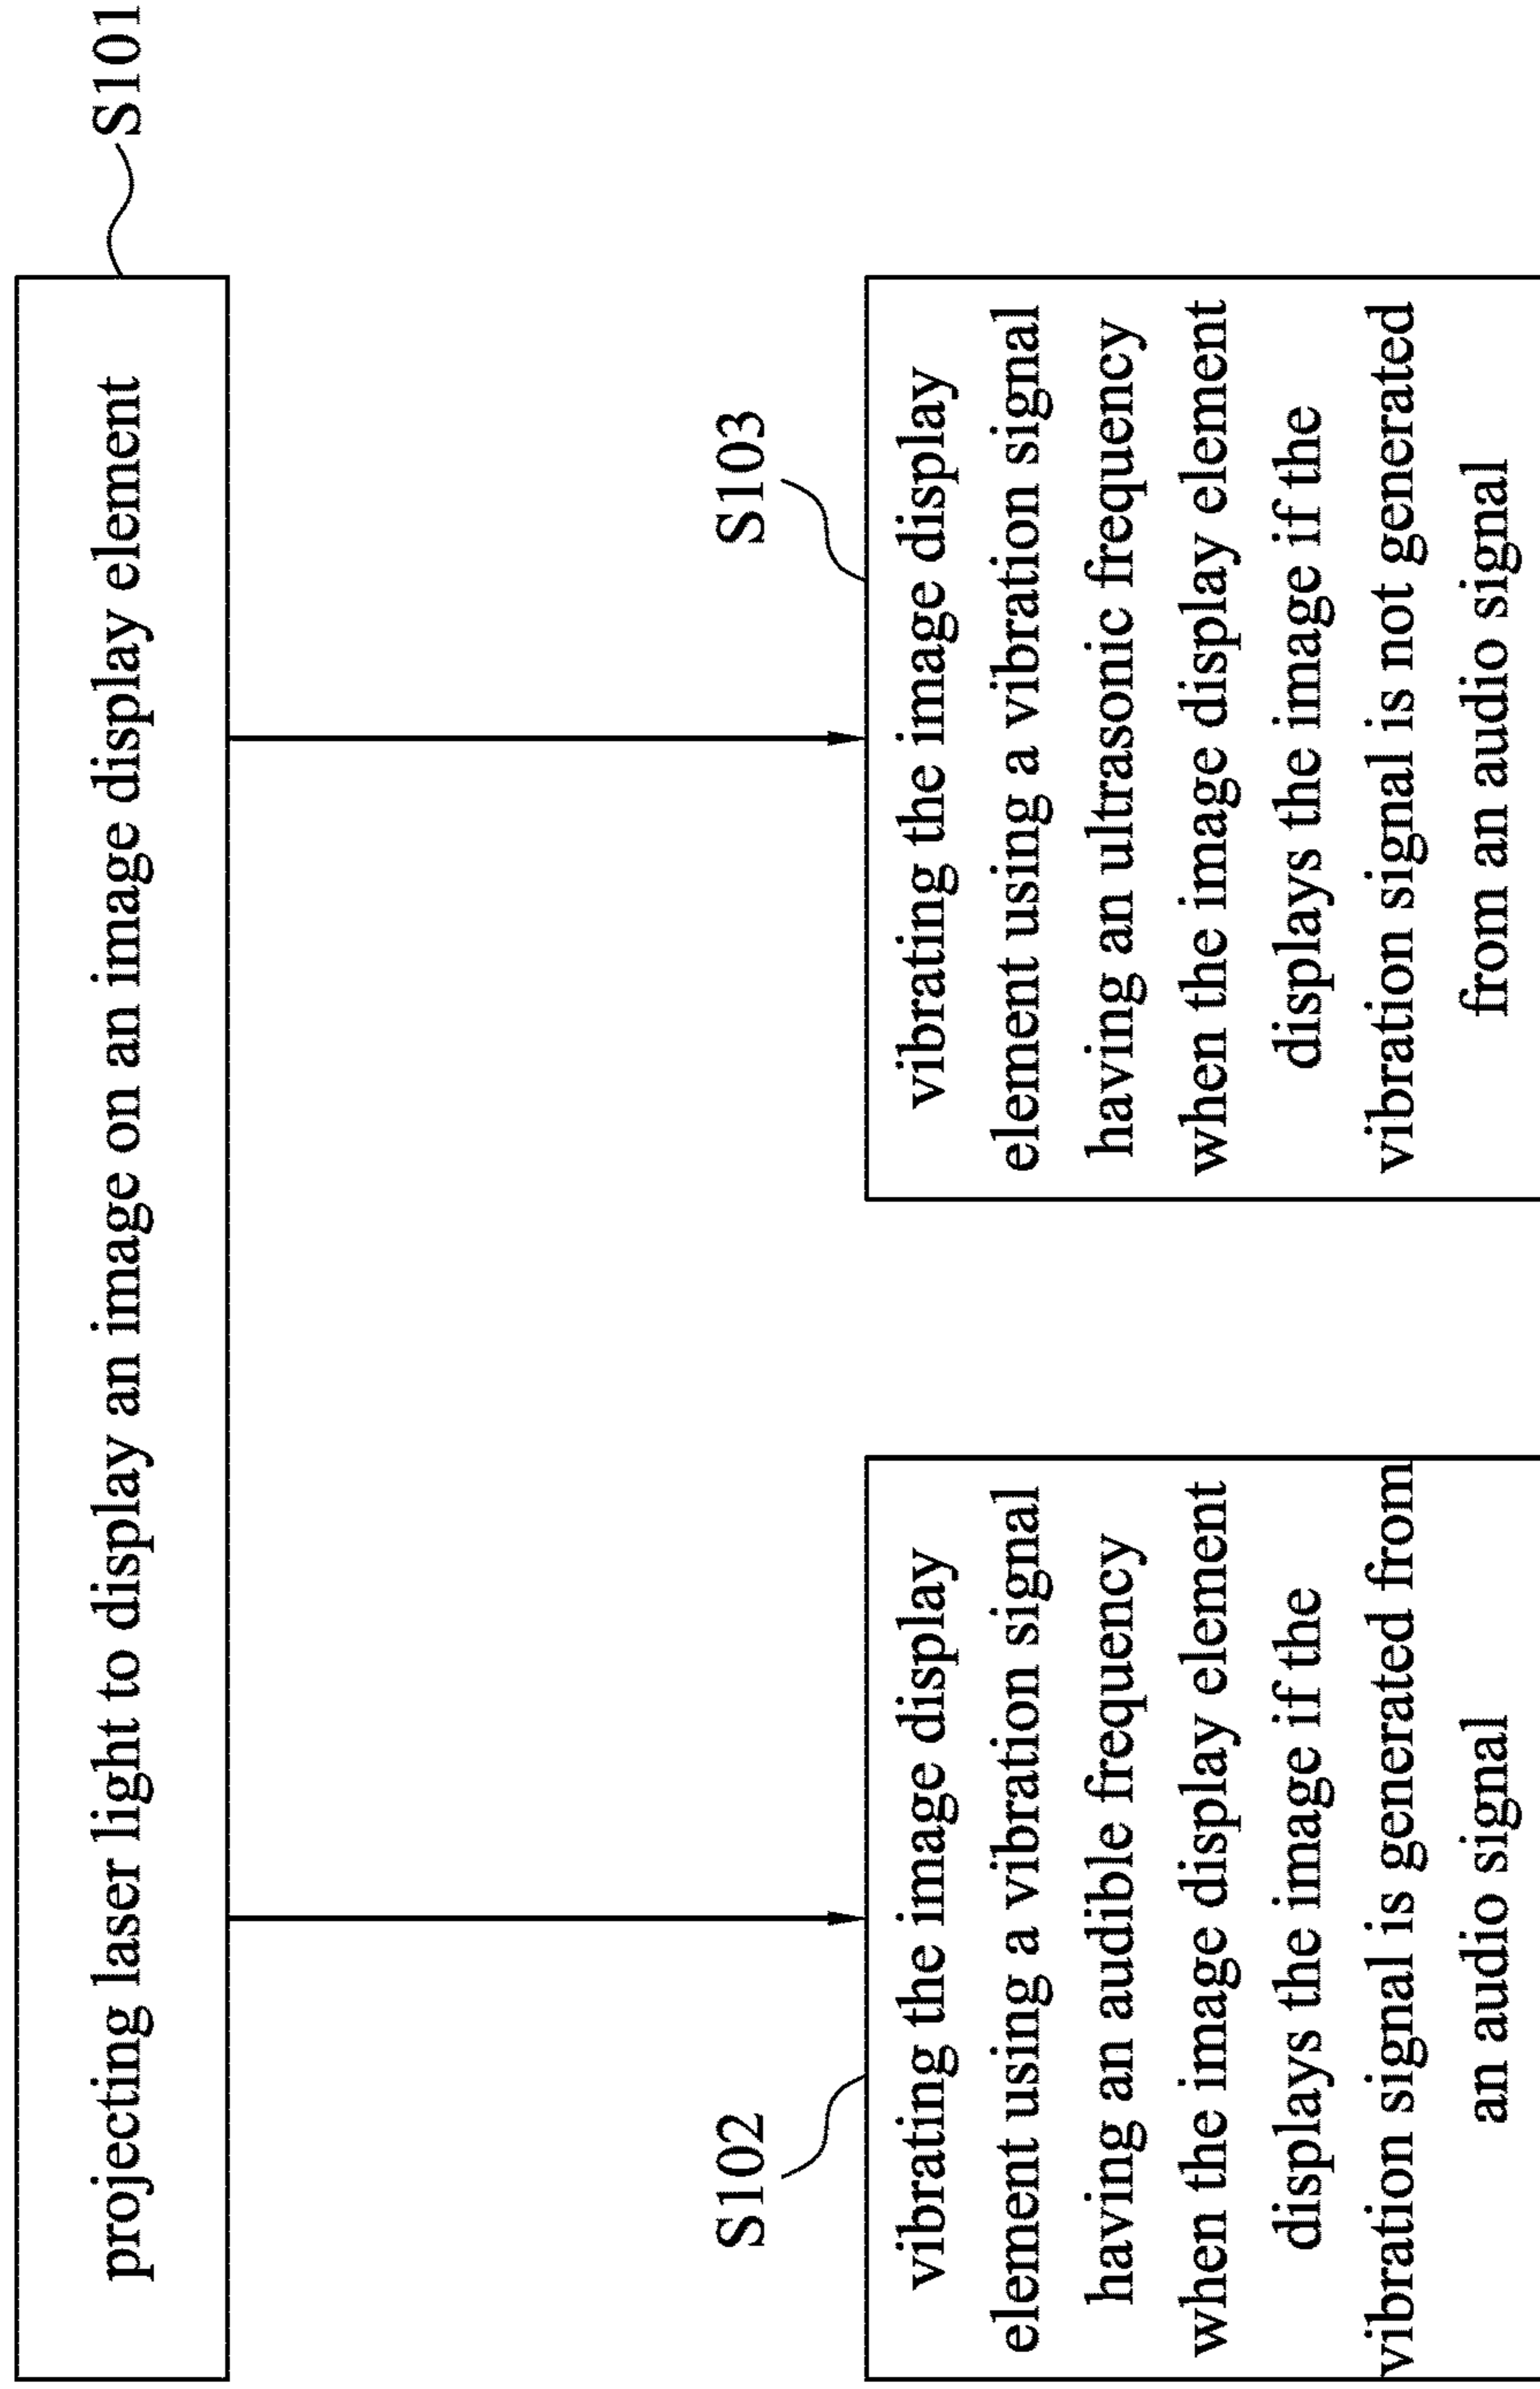 projecting laser light to display an image on an image display element
S101
S102
vibrating the image display
element using a vibration signal
having an audible frequency
when the image display element
displays the image if the
vibration signal is generated from
an audio signal
S103
vibrating the image display
element using a vibration signal
having an ultrasonic frequency
when the image display element
displays the image if the
vibration signal is not generated
from an audio signal